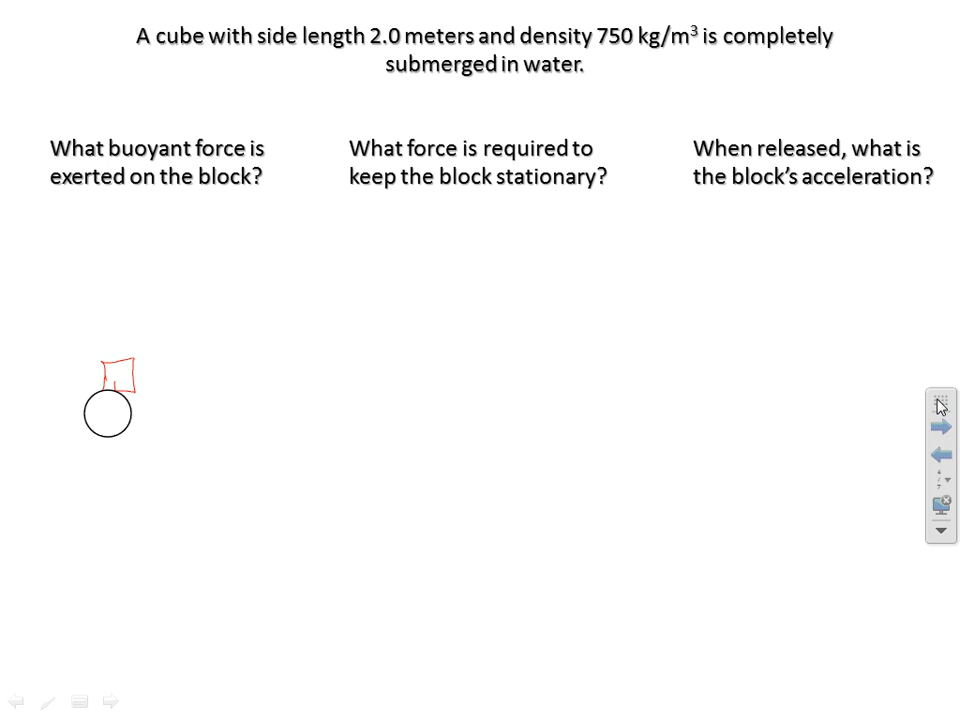 A cube with side length 2.0 meters and density 750 kg/m³ is completely
submerged in water.
What buoyant force is
exerted on the block?
What force is required to
keep the block stationary?
When released, what is
the block’s acceleration?